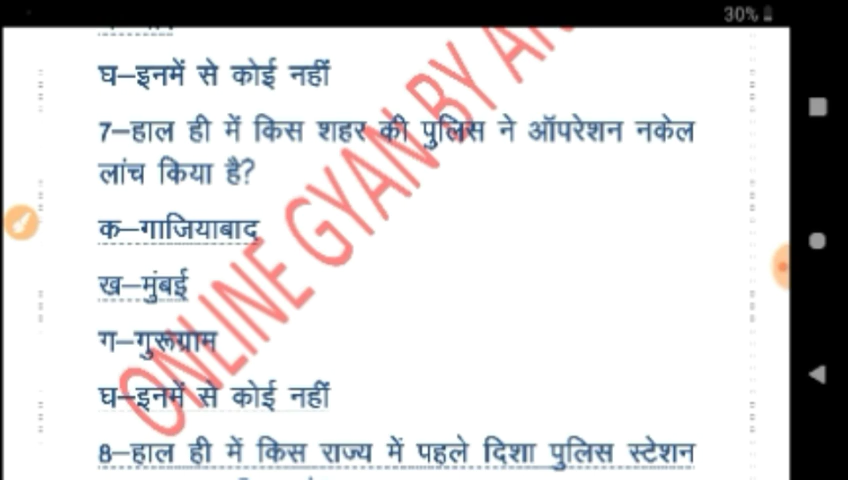 30%
घ–इनमें से कोई नहीं
7–हाल ही में किस शहर की पुलिस ने ऑपरेशन नकेल
लांच किया है?
क–गाजियाबाद
ख–मुंबई
ग–गुरूग्राम
घ–इनमें से कोई नहीं
8–हाल ही में किस राज्य में पहले दिशा पुलिस स्टेशन
ONLINE GYAN BY